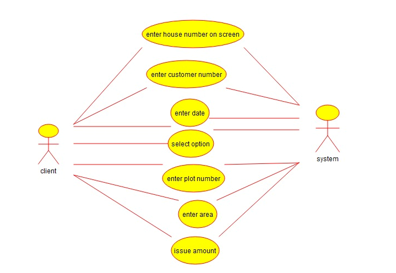 enter house number on screen
enter customer number
enter date
select option
enter plot number
enter area
issue amount
client
system